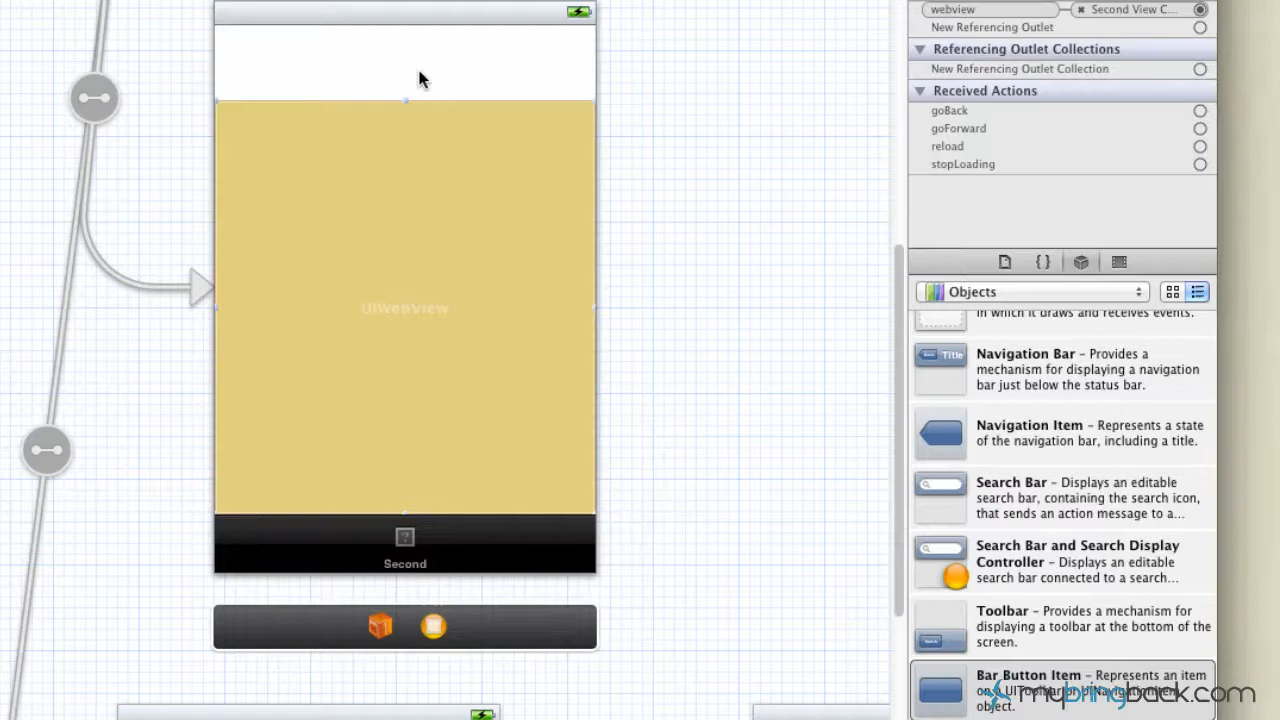 webview
Second View C...
New Referencing Outlet
Referencing Outlet Collections
New Referencing Outlet Collection
Received Actions
goBack
goForward
reload
stopLoading
{ }
Objects
in which it draws and receives events.
Title
Navigation Bar – Provides a
mechanism for displaying a navigation
bar just below the status bar.
Navigation Item – Represents a state
of the navigation bar, including a title.
Search Bar – Displays an editable
search bar, containing the search icon,
that sends an action message to a...
Search Bar and Search Display
Controller – Displays an editable
search bar connected to a search...
Toolbar – Provides a mechanism for
displaying a toolbar at the bottom of the
screen.
Bar Button Item – Represents an item
on a UIToolbar or UINavigationItem
object.
UIWebView
?
Second